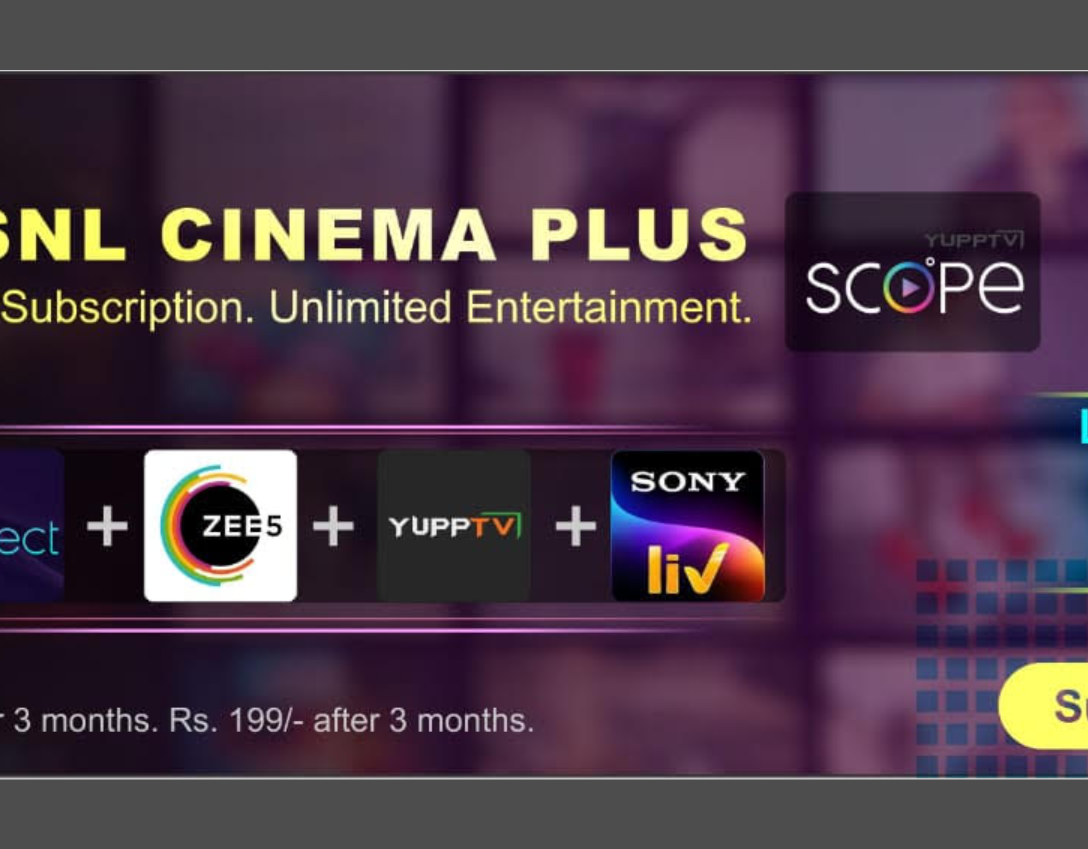 SNL CINEMA PLUS
Subscription. Unlimited Entertainment.
YUPPTV
SCOPE
ect + ZEE5 + YUPPTV + SONY
liv
r 3 months. Rs. 199/- after 3 months.
Su